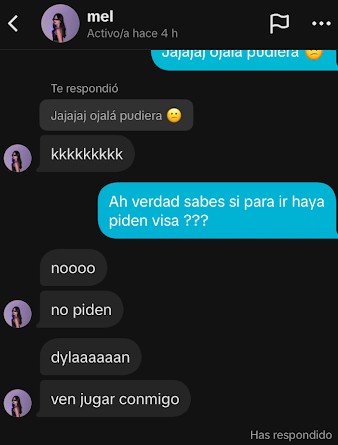 mel
Activo/a hace 4 h
Jajajaj ojalá pudiera 😕
Te respondió
Jajajaj ojalá pudiera 😕
kkkkkkkkk
Ah verdad sabes si para ir haya
piden visa ???
noooo
no piden
dylaaaaaan
ven jugar conmigo
Has respondido